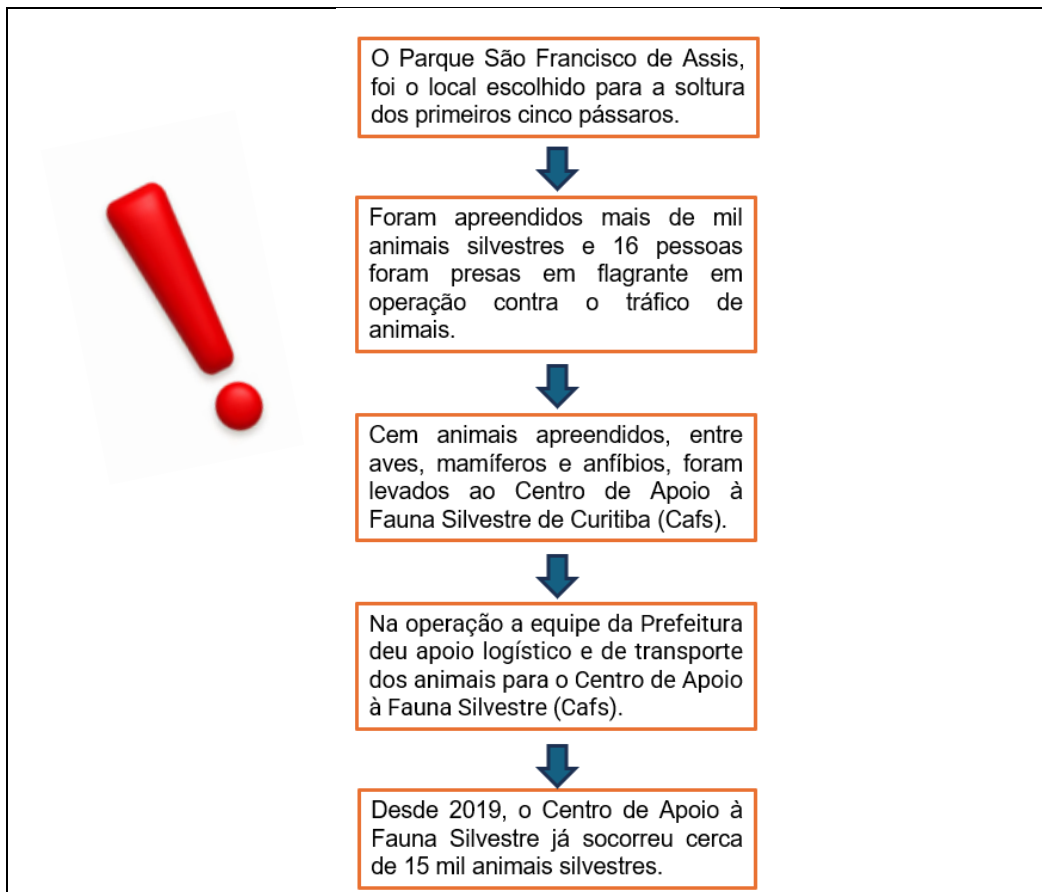 O Parque São Francisco de Assis,
foi o local escolhido para a soltura
dos primeiros cinco pássaros.
Foram apreendidos mais de mil
animais silvestres e 16 pessoas
foram presas em flagrante em
operação contra o tráfico de
animais.
Cem animais apreendidos, entre
aves, mamíferos e anfíbios, foram
levados ao Centro de Apoio à
Fauna Silvestre de Curitiba (Cafs).
Na operação a equipe da Prefeitura
deu apoio logístico e de transporte
dos animais para o Centro de Apoio
à Fauna Silvestre (Cafs).
Desde 2019, o Centro de Apoio à
Fauna Silvestre já socorreu cerca
de 15 mil animais silvestres.